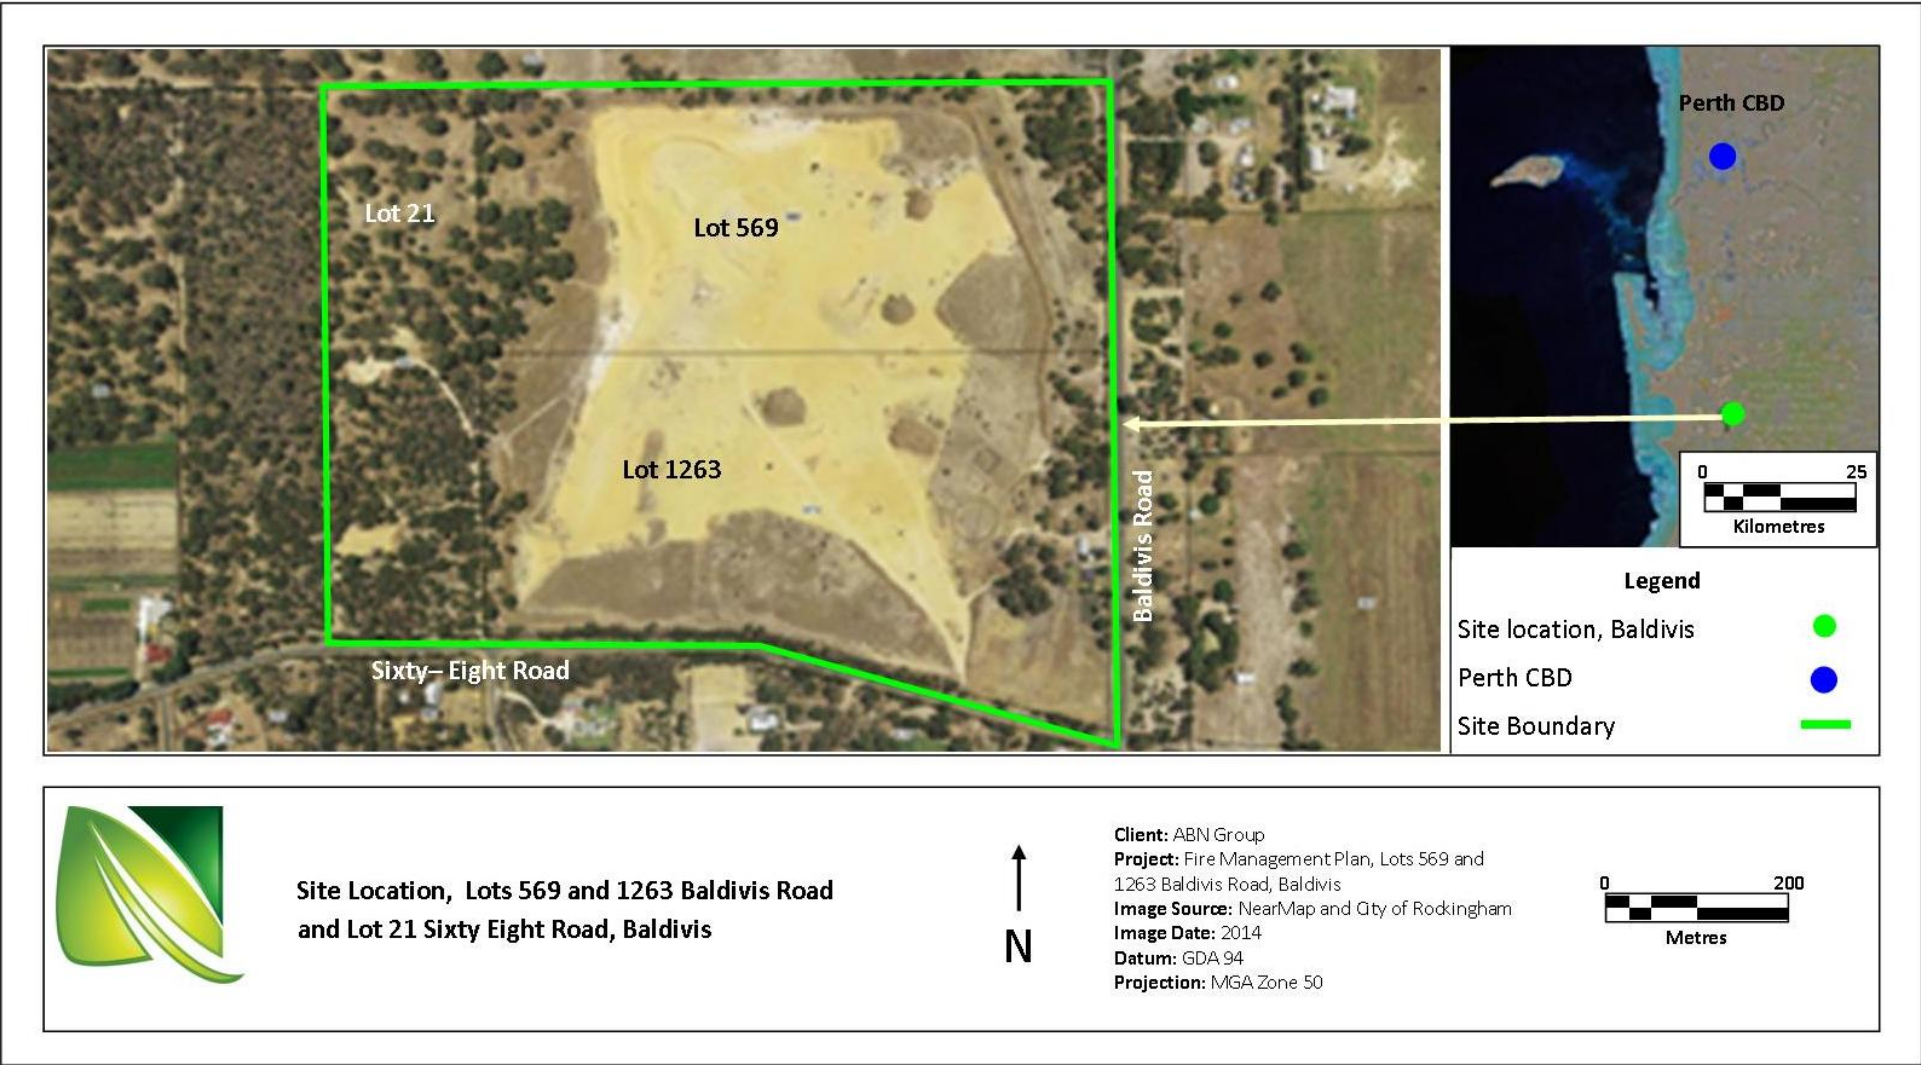 Perth CBD
Lot 21
Lot 569
Lot 1263
Baldivis Road
Sixty– Eight Road
0 25
Kilometres
Legend
Site location, Baldivis
Perth CBD
Site Boundary
Site Location, Lots 569 and 1263 Baldivis Road
and Lot 21 Sixty Eight Road, Baldivis
N
Client: ABN Group
Project: Fire Management Plan, Lots 569 and
1263 Baldivis Road, Baldivis
Image Source: NearMap and City of Rockingham
Image Date: 2014
Datum: GDA 94
Projection: MGA Zone 50
0 200
Metres